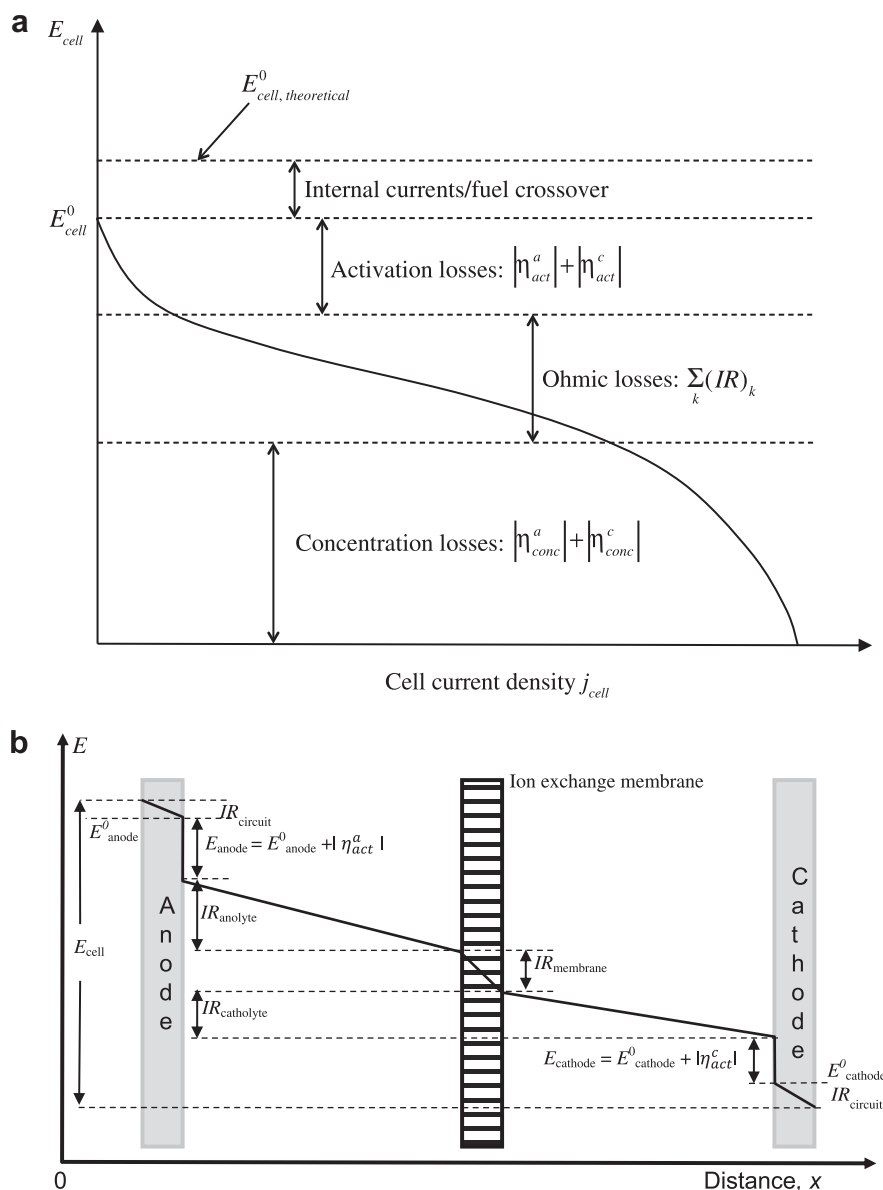 a
E_cell
E^0_cell, theoretical
Internal currents/fuel crossover
E^0_cell
Activation losses: |η^a_act|+|η^c_act|
Ohmic losses: Σ_k(IR)_k
Concentration losses: |η^a_conc|+|η^c_conc|
Cell current density j_cell
b
E
Ion exchange membrane
IR_circuit
E^0_anode
E_anode = E^0_anode +| η^a_act |
Anode
Cathode
IR_anolyte
E_cell
IR_membrane
IR_catholyte
E_cathode = E^0_cathode + |η^c_act|
E^0_cathode
IR_circuit
0
Distance, x